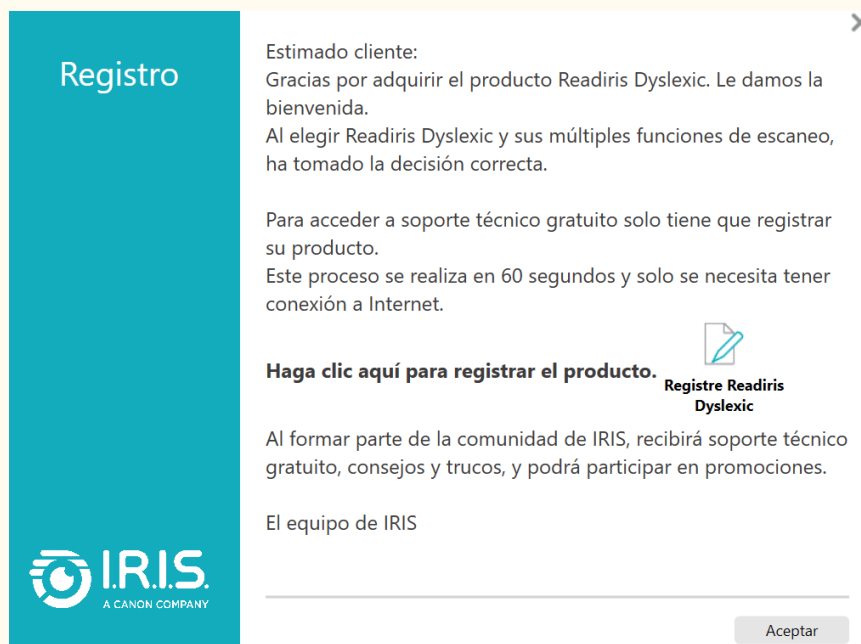 Registro
Estimado cliente:
Gracias por adquirir el producto Readiris Dyslexic. Le damos la
bienvenida.
Al elegir Readiris Dyslexic y sus múltiples funciones de escaneo,
ha tomado la decisión correcta.
Para acceder a soporte técnico gratuito solo tiene que registrar
su producto.
Este proceso se realiza en 60 segundos y solo se necesita tener
conexión a Internet.
Haga clic aquí para registrar el producto.
Registre Readiris
Dyslexic
Al formar parte de la comunidad de IRIS, recibirá soporte técnico
gratuito, consejos y trucos, y podrá participar en promociones.
El equipo de IRIS
I.R.I.S.
A CANON COMPANY
Aceptar